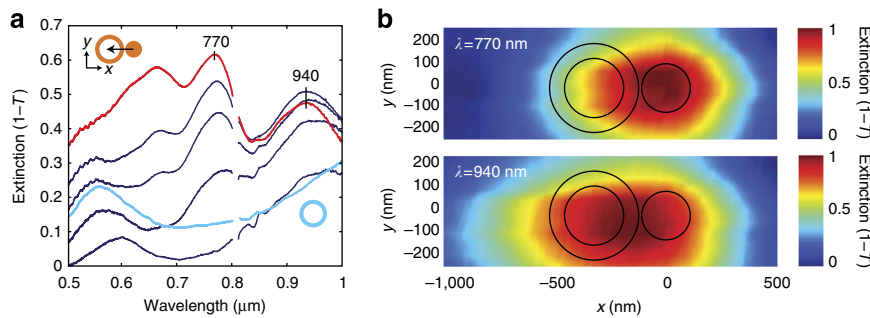 a
y
x
770
940
Extinction (1–T)
0.7
0.6
0.5
0.4
0.3
0.2
0.1
0
0.5 0.6 0.7 0.8 0.9 1
Wavelength (μm)
b
λ=770 nm
y (nm)
200
100
0
−100
−200
1
0.5
0
Extinction (1–T)
λ=940 nm
y (nm)
200
100
0
−100
−200
−1,000 −500 0 500
x (nm)
1
0.5
0
Extinction (1–T)